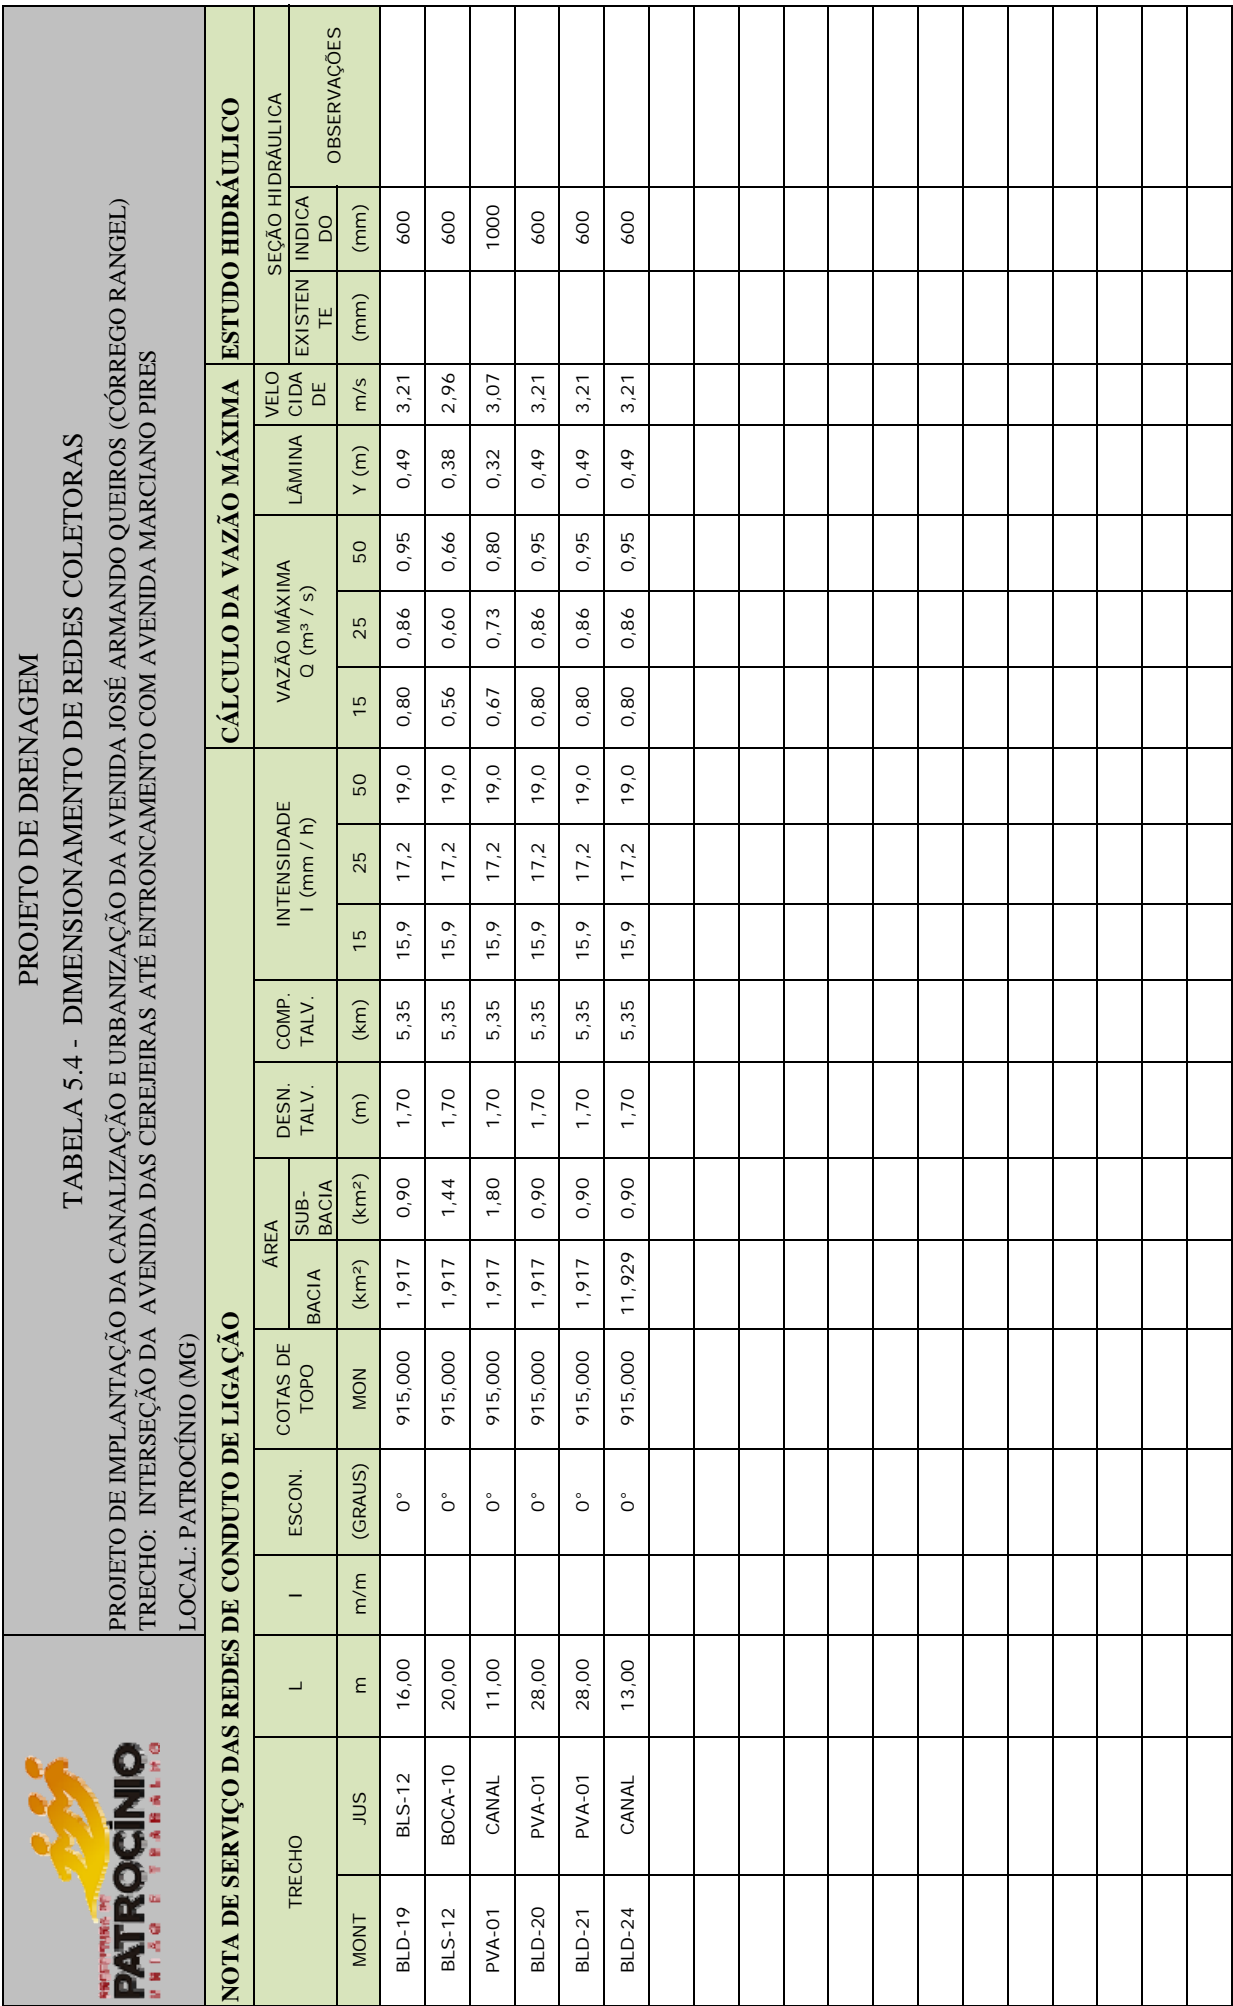 PATROCÍNIO
UNIÃO E TRABALHO
PROJETO DE DRENAGEM
TABELA 5.4 - DIMENSIONAMENTO DE REDES COLETORAS
PROJETO DE IMPLANTAÇÃO DA CANALIZAÇÃO E URBANIZAÇÃO DA AVENIDA JOSÉ ARMANDO QUEIROS (CÓRREGO RANGEL)
TRECHO: INTERSEÇÃO DA AVENIDA DAS CEREJEIRAS ATÉ ENTRONCAMENTO COM AVENIDA MARCIANO PIRES
LOCAL: PATROCÍNIO (MG)
NOTA DE SERVIÇO DAS REDES DE CONDUTO DE LIGAÇÃO CÁLCULO DA VAZÃO MÁXIMA ESTUDO HIDRÁULICO
TRECHO L I ESCON. COTAS DE TOPO ÁREA DESN. TALV. COMP. TALV. INTENSIDADE I (mm / h) VAZÃO MÁXIMA Q (m³ / s) LÂMINA VELO CIDA DE SEÇÃO HIDRÁULICA
BACIA SUB-BACIA EXISTEN TE INDICA DO OBSERVAÇÕES
MONT JUS m m/m (GRAUS) MON (km²) (km²) (m) (km) 15 25 50 15 25 50 Y (m) m/s (mm) (mm)
BLD-19 BLS-12 16,00 0° 915,000 1,917 0,90 1,70 5,35 15,9 17,2 19,0 0,80 0,86 0,95 0,49 3,21 600
BLS-12 BOCA-10 20,00 0° 915,000 1,917 1,44 1,70 5,35 15,9 17,2 19,0 0,56 0,60 0,66 0,38 2,96 600
PVA-01 CANAL 11,00 0° 915,000 1,917 1,80 1,70 5,35 15,9 17,2 19,0 0,67 0,73 0,80 0,32 3,07 1000
BLD-20 PVA-01 28,00 0° 915,000 1,917 0,90 1,70 5,35 15,9 17,2 19,0 0,80 0,86 0,95 0,49 3,21 600
BLD-21 PVA-01 28,00 0° 915,000 1,917 0,90 1,70 5,35 15,9 17,2 19,0 0,80 0,86 0,95 0,49 3,21 600
BLD-24 CANAL 13,00 0° 915,000 11,929 0,90 1,70 5,35 15,9 17,2 19,0 0,80 0,86 0,95 0,49 3,21 600